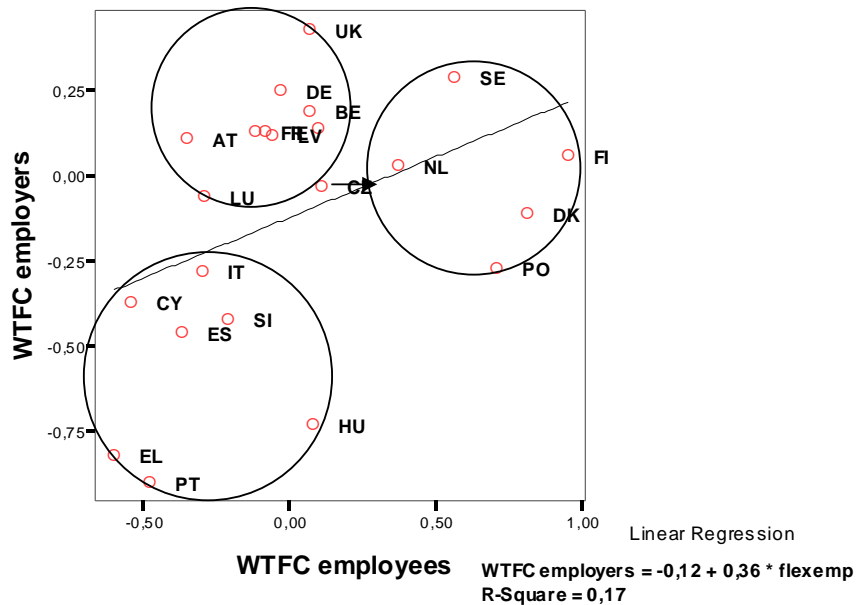 UK
0,25
DE
SE
BE
AT
LV
FI
0,00
NL
CZ
LU
DK
PO
-0,25
IT
CY
SI
ES
-0,50
HU
-0,75
EL
PT
WTFC employers
-0,50
0,00
0,50
1,00
WTFC employees
Linear Regression
WTFC employers = -0,12 + 0,36 * flexemp
R-Square = 0,17